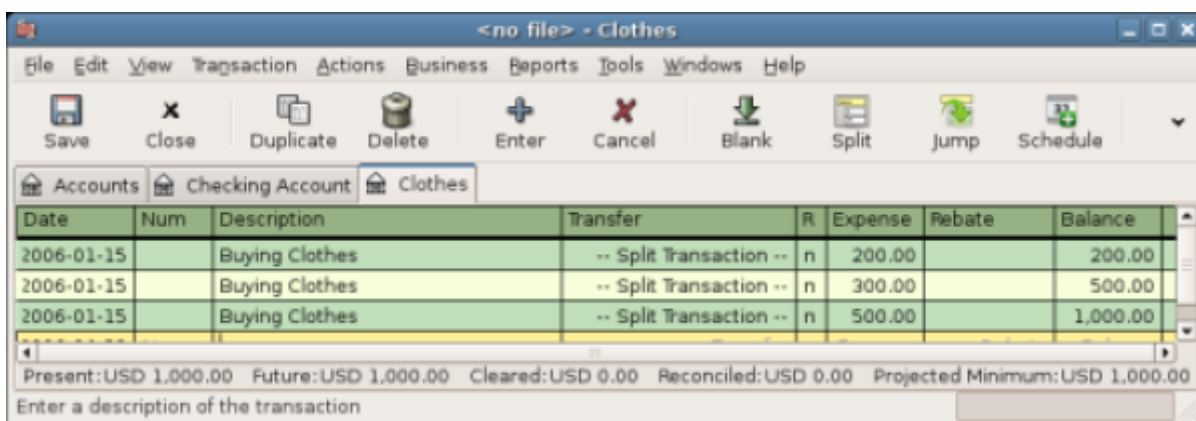 <no file> - Clothes
File Edit View Transaction Actions Business Reports Tools Windows Help
Save Close Duplicate Delete Enter Cancel Blank Split Jump Schedule
Accounts Checking Account Clothes
Date Num Description Transfer R Expense Rebate Balance
2006-01-15 Buying Clothes -- Split Transaction -- n 200.00 200.00
2006-01-15 Buying Clothes -- Split Transaction -- n 300.00 500.00
2006-01-15 Buying Clothes -- Split Transaction -- n 500.00 1,000.00
Present:USD 1,000.00 Future:USD 1,000.00 Cleared:USD 0.00 Reconciled:USD 0.00 Projected Minimum:USD 1,000.00
Enter a description of the transaction